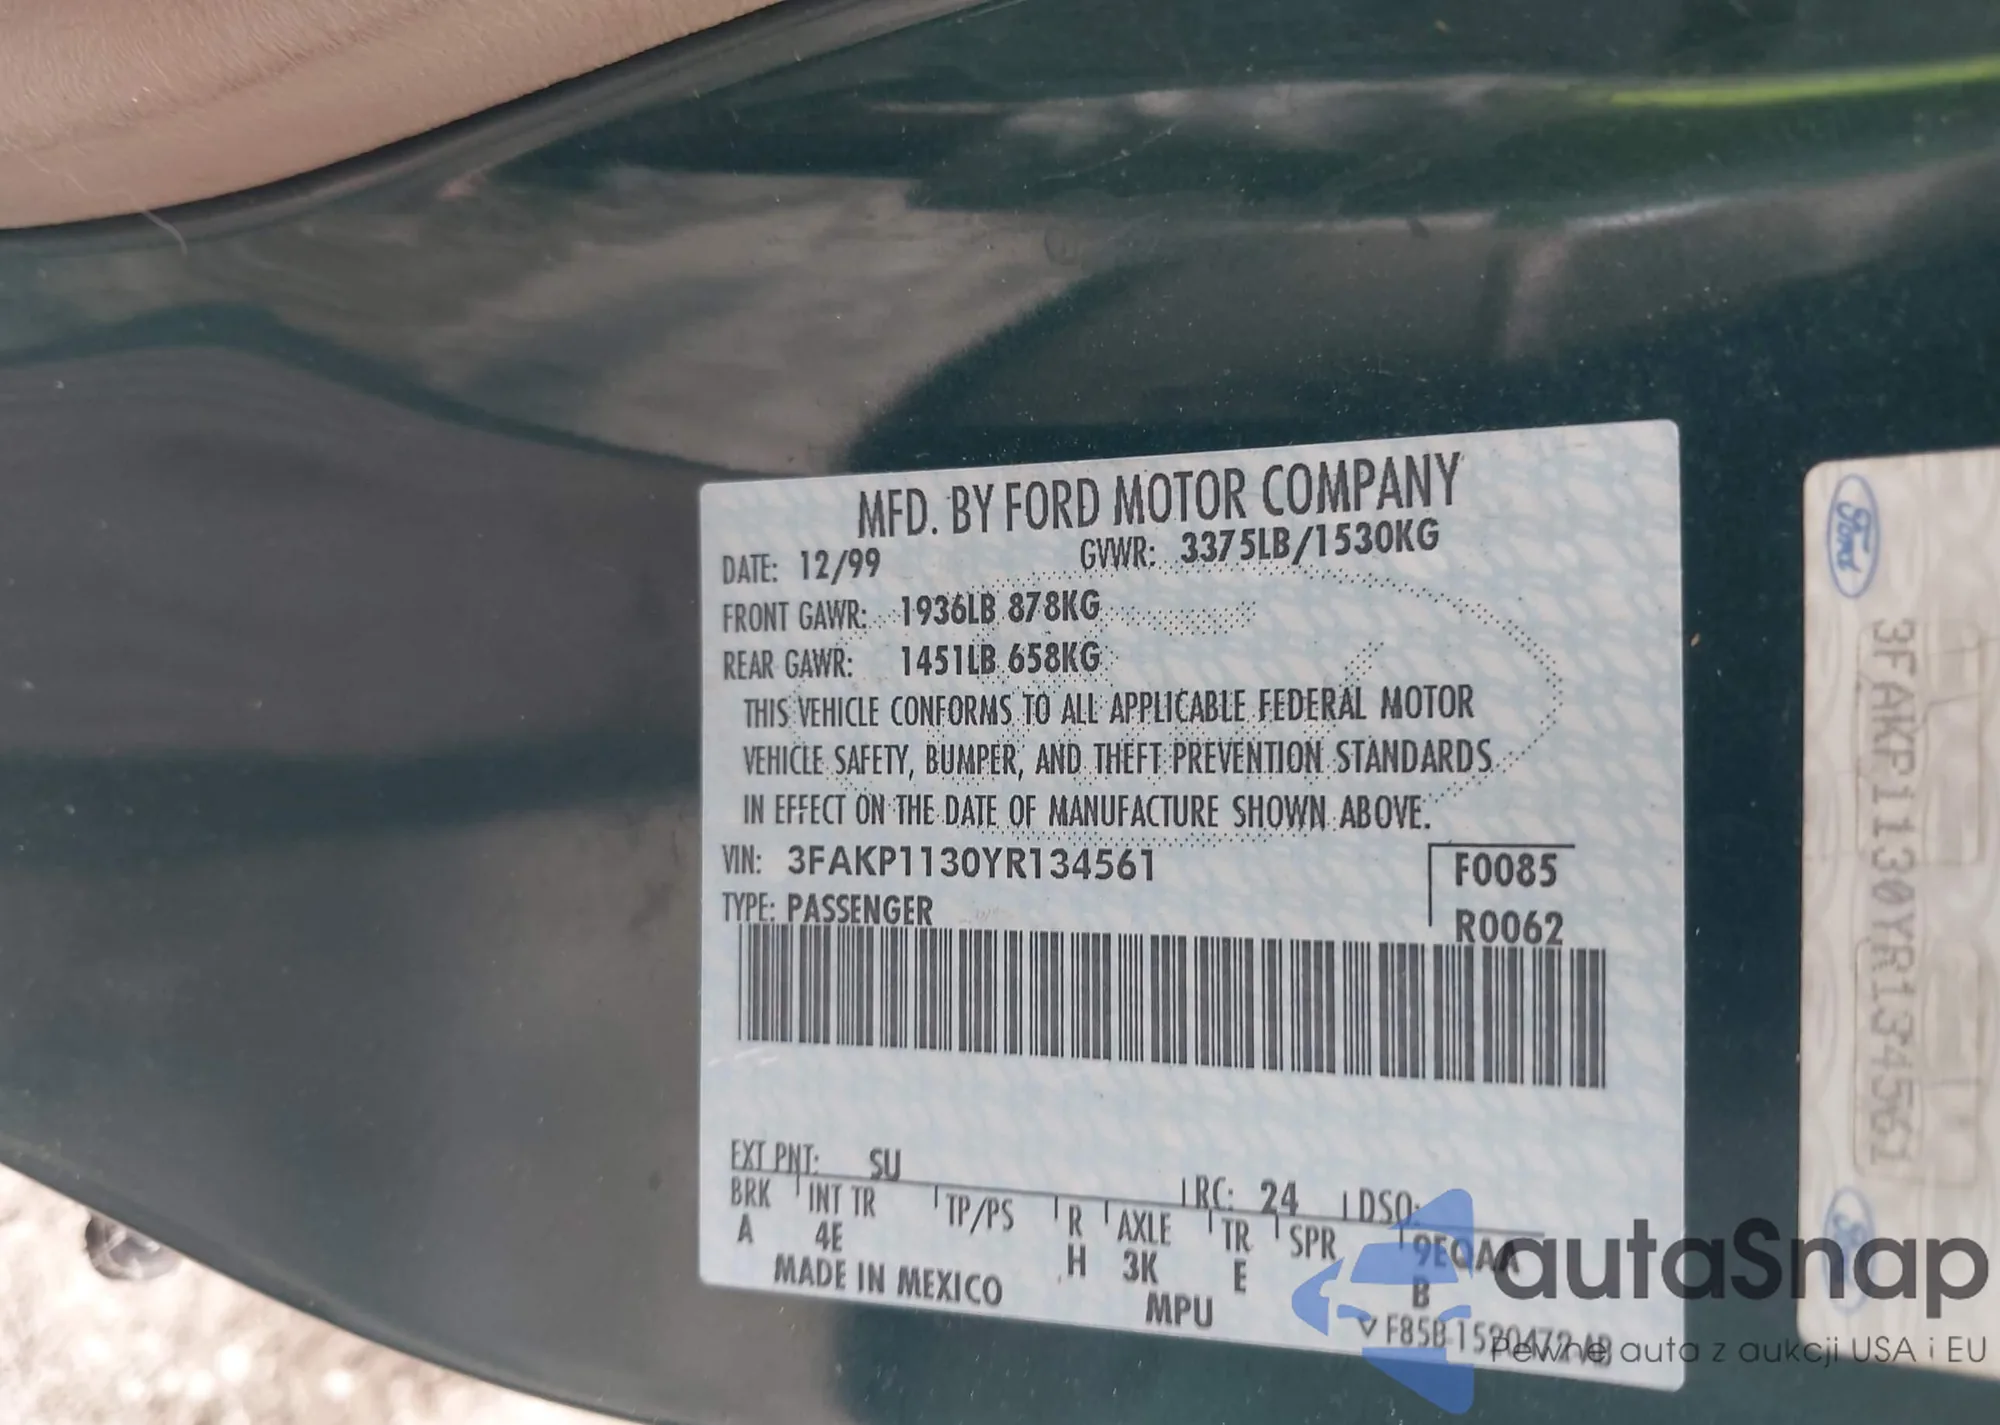 MFD. BY FORD MOTOR COMPANY
DATE: 12/99 GVWR: 3375LB/1530KG
FRONT GAWR: 1936LB 878KG
REAR GAWR: 1451LB 658KG
THIS VEHICLE CONFORMS TO ALL APPLICABLE FEDERAL MOTOR
VEHICLE SAFETY, BUMPER, AND THEFT PREVENTION STANDARDS
IN EFFECT ON THE DATE OF MANUFACTURE SHOWN ABOVE.
VIN: 3FAKP1130YR134561
F0085
TYPE: PASSENGER
R0062
EXT PNT: SU RC: 24 DSO:
BRK INT TR TP/PS R AXLE TR SPR 9EQAA
A 4E H 3K E B
MADE IN MEXICO MPU
Ford
3FAKP1130YR134561
autaSnap
Pewne auta z aukcji USA i EU